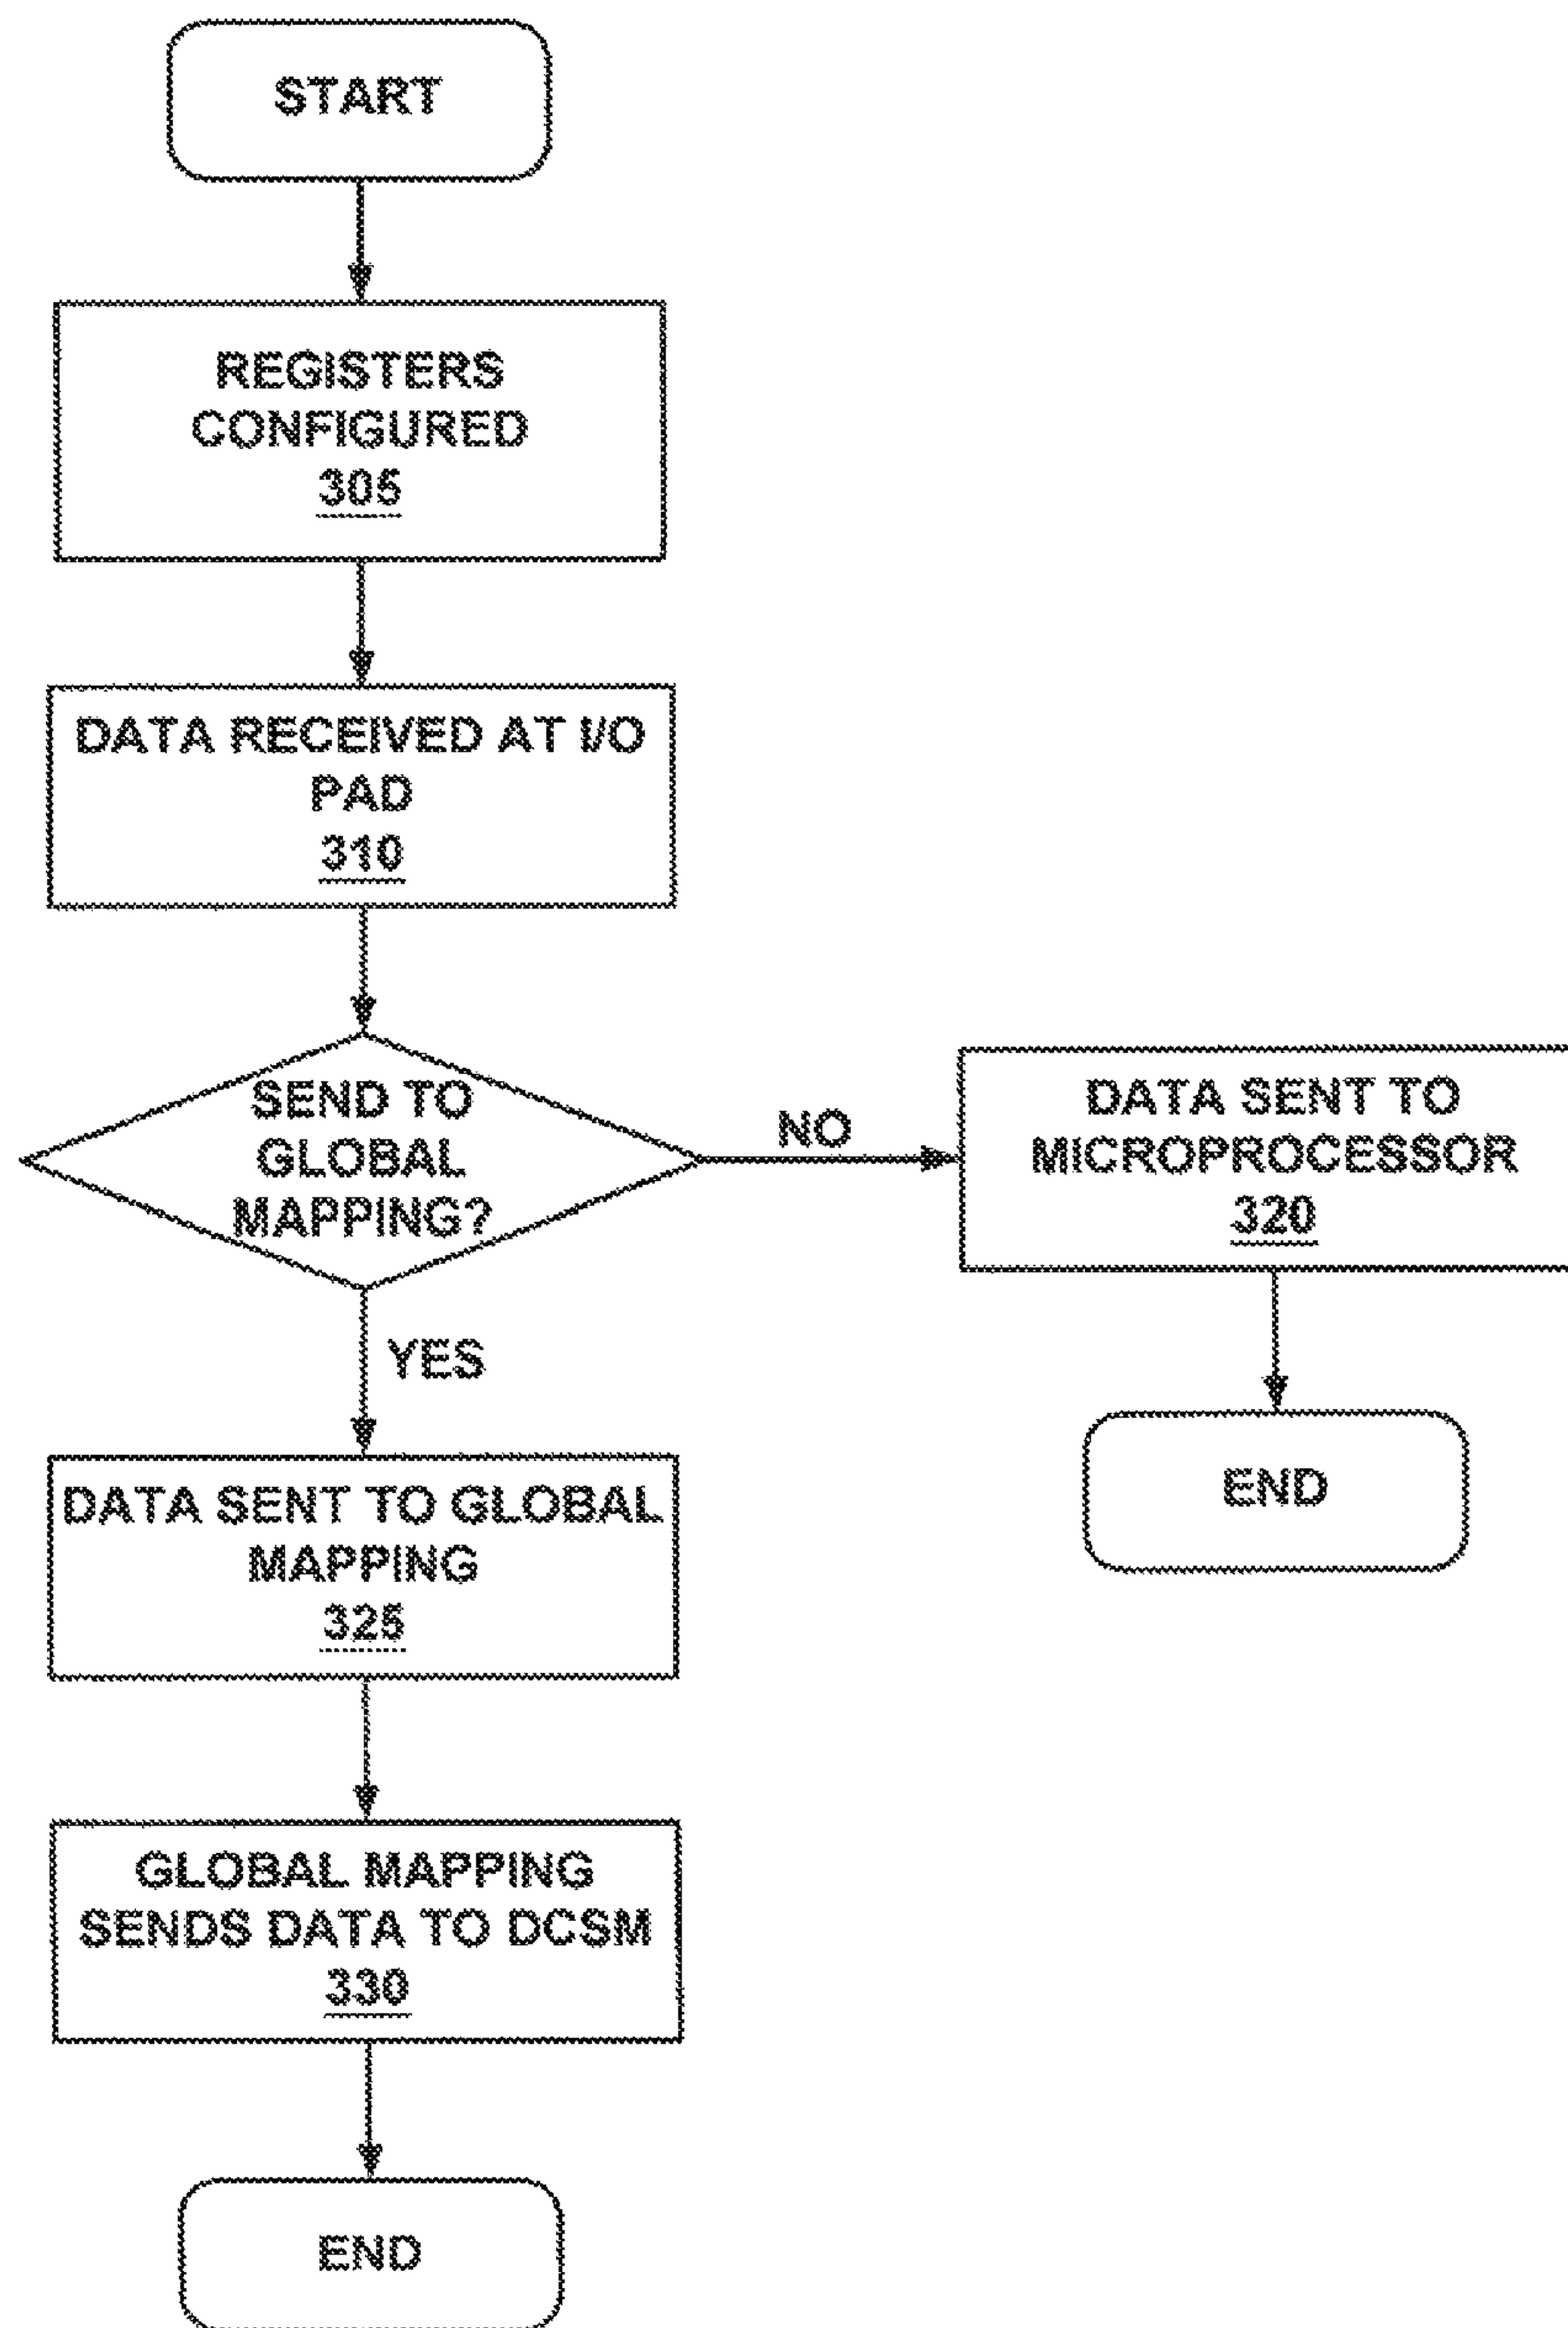 START
REGISTERS
CONFIGURED
305
DATA RECEIVED AT I/O
PAD
310
SEND TO
GLOBAL
MAPPING?
NO
DATA SENT TO
MICROPROCESSOR
320
END
YES
DATA SENT TO GLOBAL
MAPPING
325
GLOBAL MAPPING
SENDS DATA TO DCSM
330
END